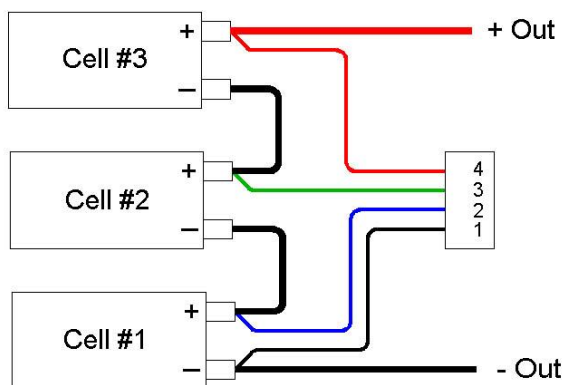 +
Cell #3
−
+ Out
+
Cell #2
−
4
3
2
1
+
Cell #1
−
- Out